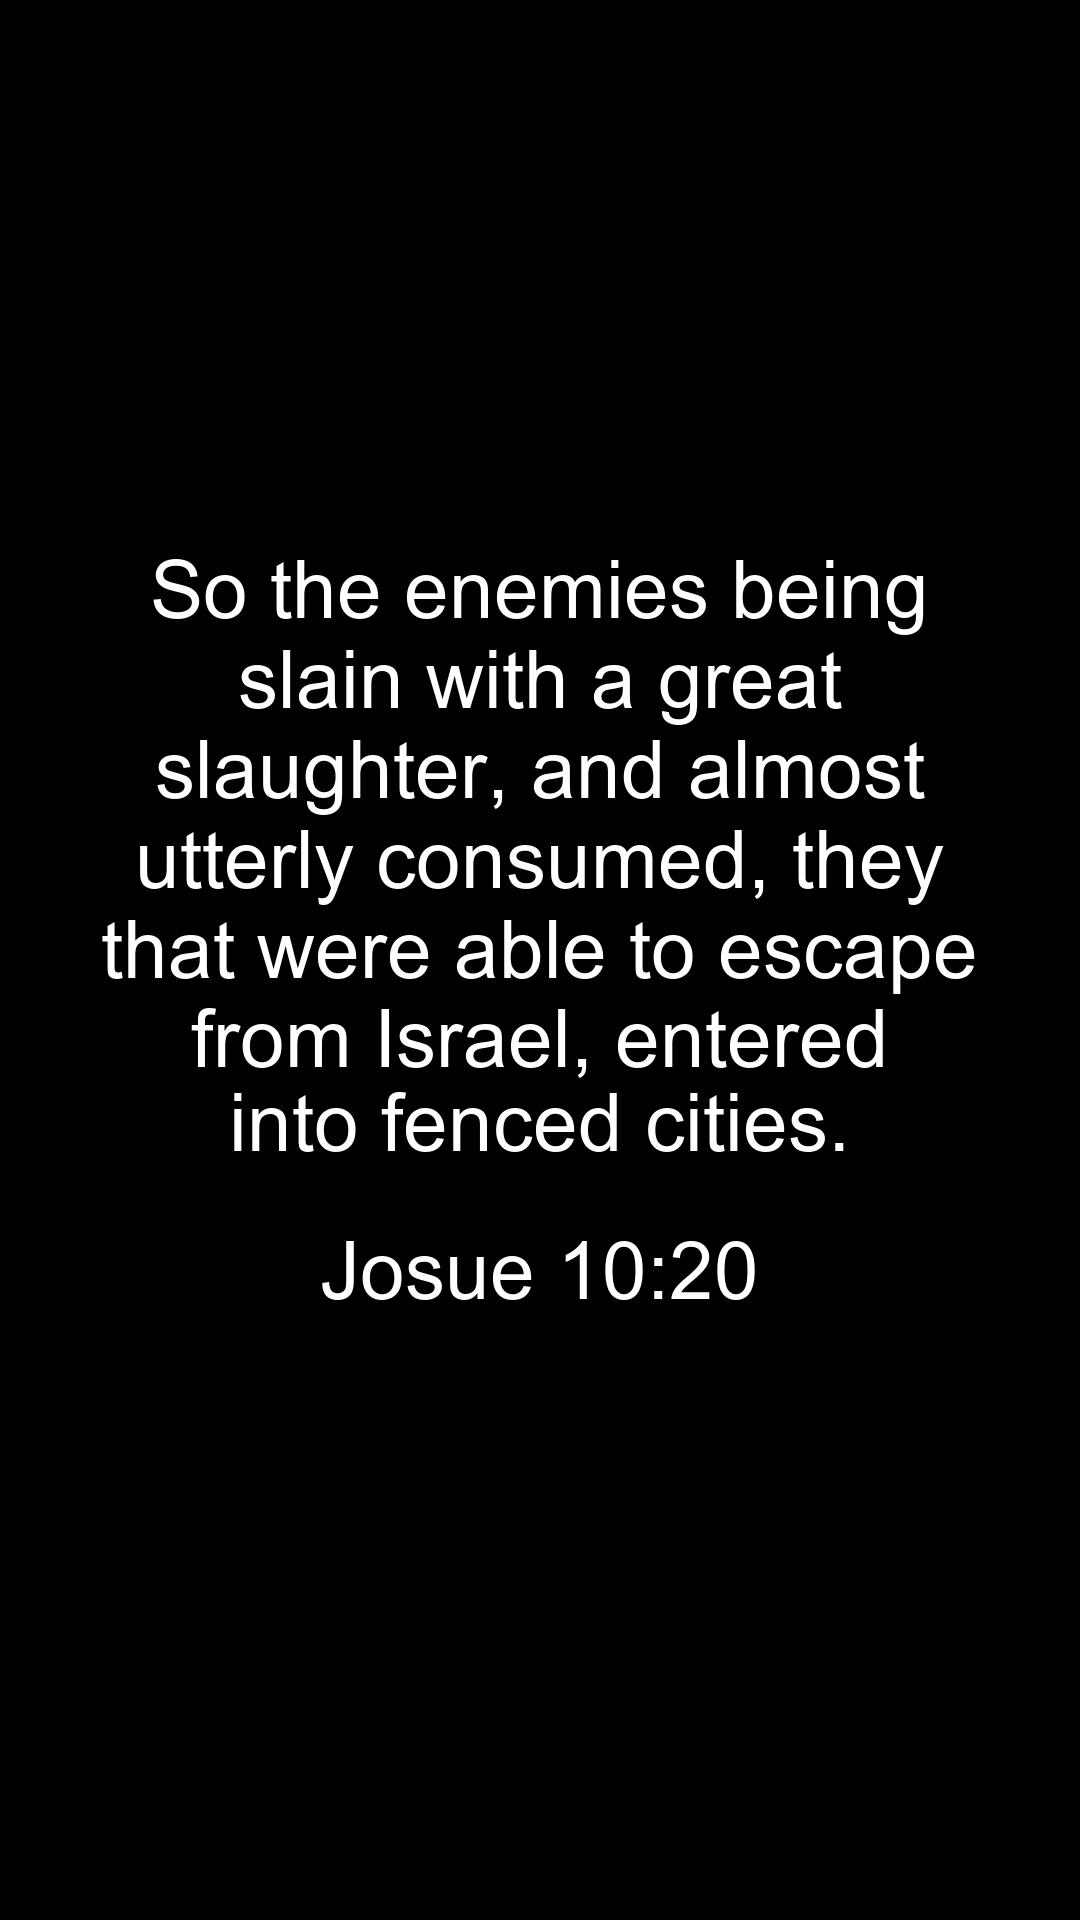 So the enemies being
slain with a great
slaughter, and almost
utterly consumed, they
that were able to escape
from Israel, entered
into fenced cities.
Josue 10:20